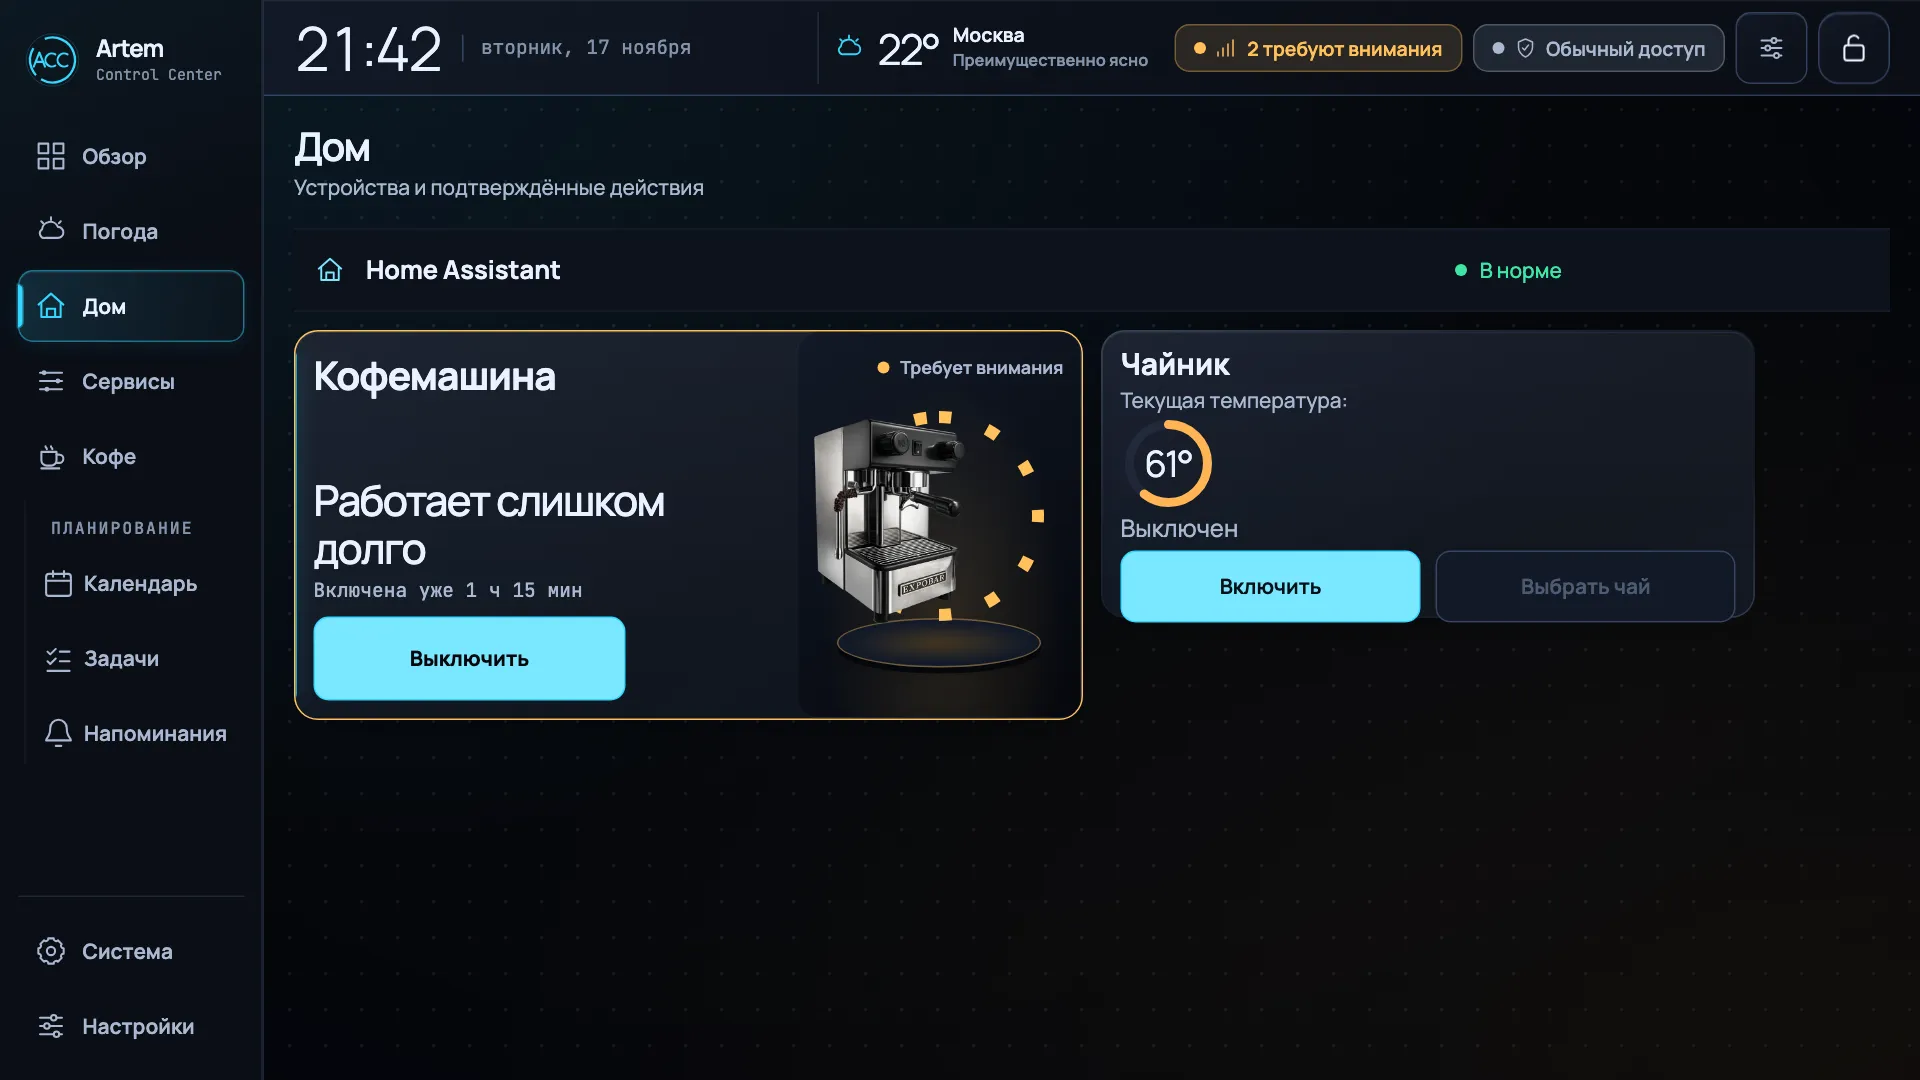 ACC
Artem
Control Center
21:42
вторник, 17 ноября
22°
Москва
Преимущественно ясно
2 требуют внимания
Обычный доступ
Обзор
Погода
Дом
Сервисы
Кофе
ПЛАНИРОВАНИЕ
Календарь
Задачи
Напоминания
Система
Настройки
Дом
Устройства и подтверждённые действия
Home Assistant
В норме
Кофемашина
Требует внимания
Работает слишком
долго
Включена уже 1 ч 15 мин
Выключить
EXPOBAR
Чайник
Текущая температура:
61°
Выключен
Включить
Выбрать чай